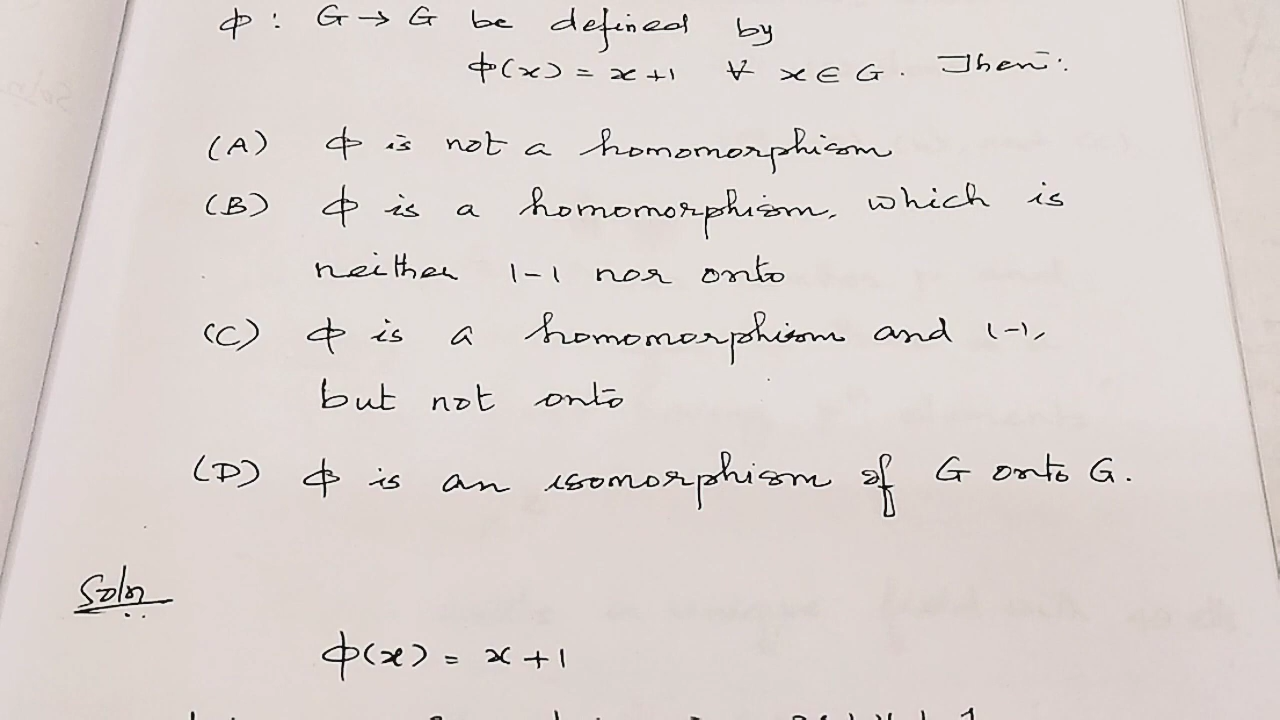 ϕ : G → G be defined by
ϕ(x) = x+1 ∀ x ∈ G. Then:
(A) ϕ is not a homomorphism
(B) ϕ is a homomorphism, which is
neither 1-1 nor onto
(C) ϕ is a homomorphism and 1-1,
but not onto
(D) ϕ is an isomorphism of G onto G.
Soln
ϕ(x) = x+1